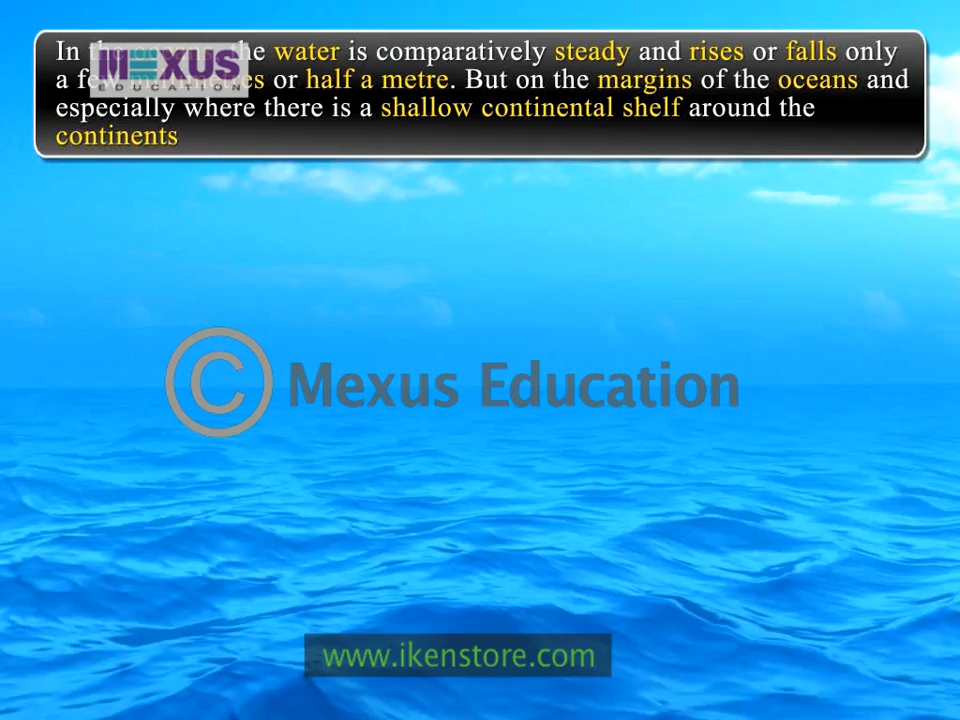 In the the water is comparatively steady and rises or falls only
a few or half a metre. But on the margins of the oceans and
especially where there is a shallow continental shelf around the
continents
MEXUS
EDUCATION
© Mexus Education
www.ikenstore.com